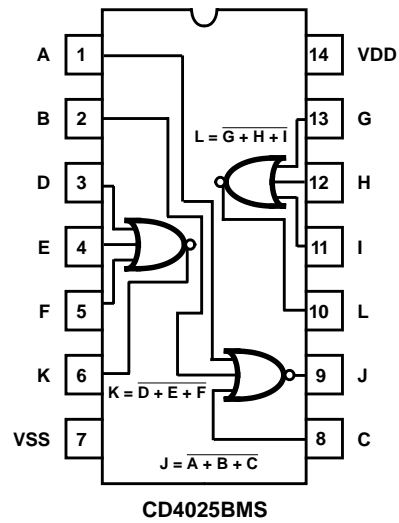 A 1 14 VDD
B 2 13 G
L = G + H + I
D 3 12 H
E 4 11 I
F 5 10 L
K 6 9 J
K = D + E + F
VSS 7 8 C
J = A + B + C
CD4025BMS